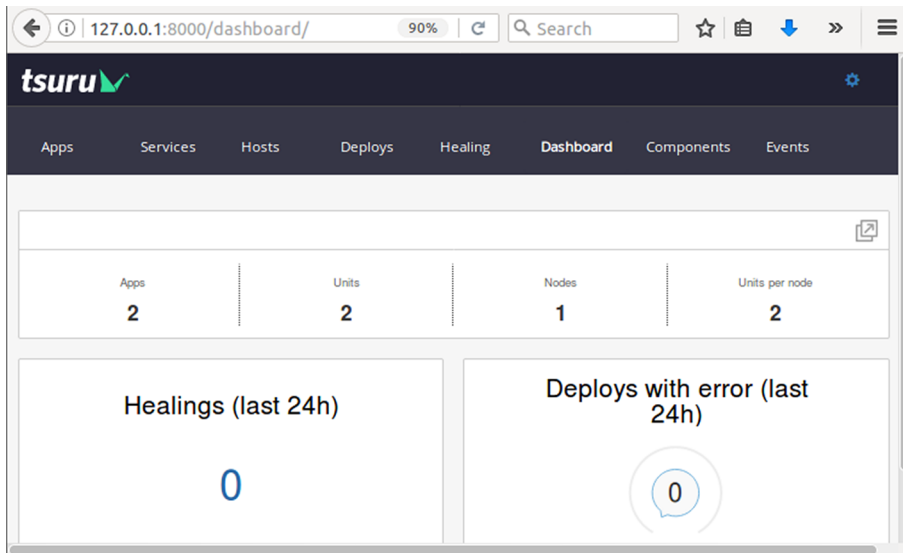 127.0.0.1:8000/dashboard/ 90% Search
tsuru
Apps Services Hosts Deploys Healing Dashboard Components Events
Apps Units Nodes Units per node
2 2 1 2
Healings (last 24h)
0
Deploys with error (last
24h)
0